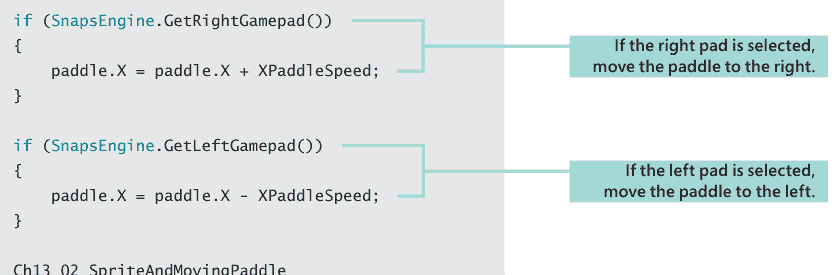 if (SnapsEngine.GetRightGamepad())
{
    paddle.X = paddle.X + XPaddleSpeed;
}
If the right pad is selected,
move the paddle to the right.
if (SnapsEngine.GetLeftGamepad())
{
    paddle.X = paddle.X - XPaddleSpeed;
}
If the left pad is selected,
move the paddle to the left.
Ch13_02_SpriteAndMovingPaddle